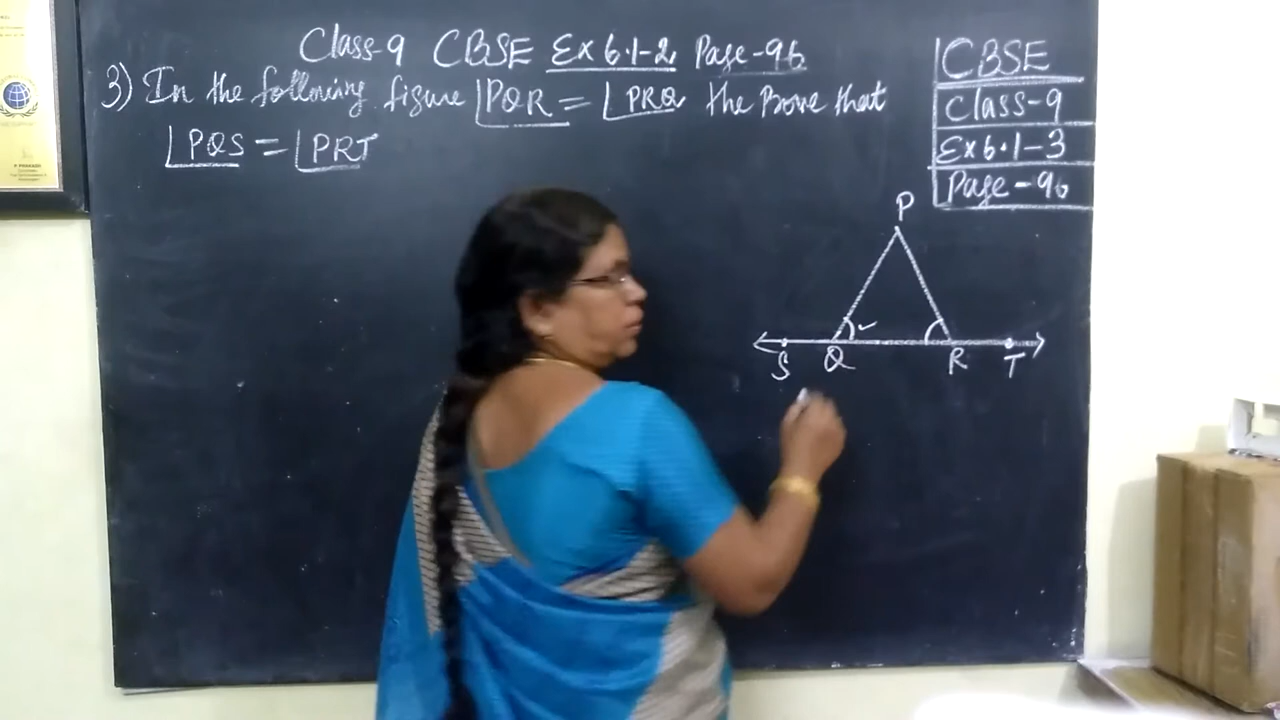 Class-9 CBSE Ex 6.1-2 Page-96
3) In the following figure ∠PQR = ∠PRQ the Prove that
∠PQS = ∠PRT
CBSE
Class-9
Ex 6.1-3
Page-96
P
S Q R T